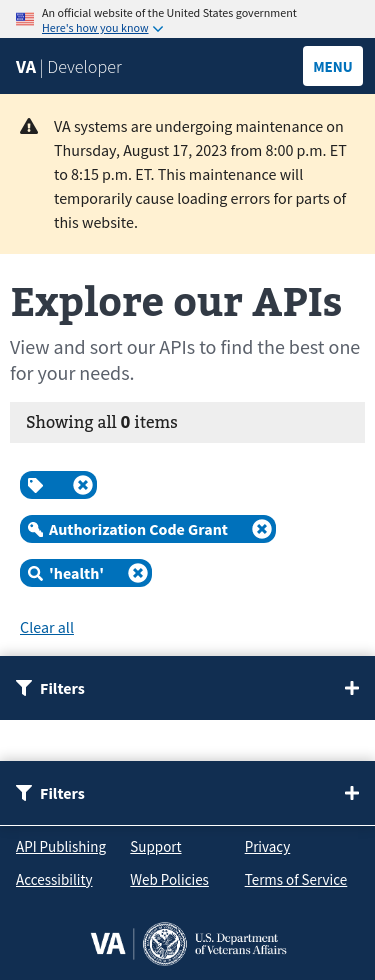 An official website of the United States government
Here's how you know
VA | Developer
MENU
VA systems are undergoing maintenance on
Thursday, August 17, 2023 from 8:00 p.m. ET
to 8:15 p.m. ET. This maintenance will
temporarily cause loading errors for parts of
this website.
Explore our APIs
View and sort our APIs to find the best one
for your needs.
Showing all 0 items
Authorization Code Grant
'health'
Clear all
Filters
Filters
API Publishing Support Privacy
Accessibility Web Policies Terms of Service
VA
U.S. Department
of Veterans Affairs